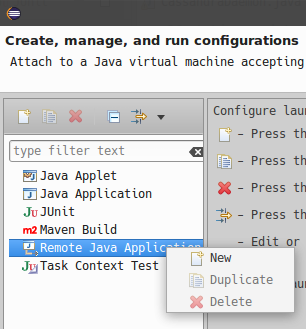 Create, manage, and run configurations
Attach to a Java virtual machine accepting
type filter text
Java Applet
Java Application
JUnit
m2 Maven Build
Remote Java Application
Task Context Test
New
Duplicate
Delete
Configure lau
- Press th
- Press th
- Press th
- Press th
- Edit or